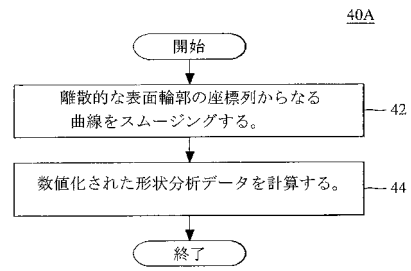 40A
開始
離散的な表面輪郭の座標列からなる
曲線をスムージングする。
42
数値化された形状分析データを計算する。
44
終了